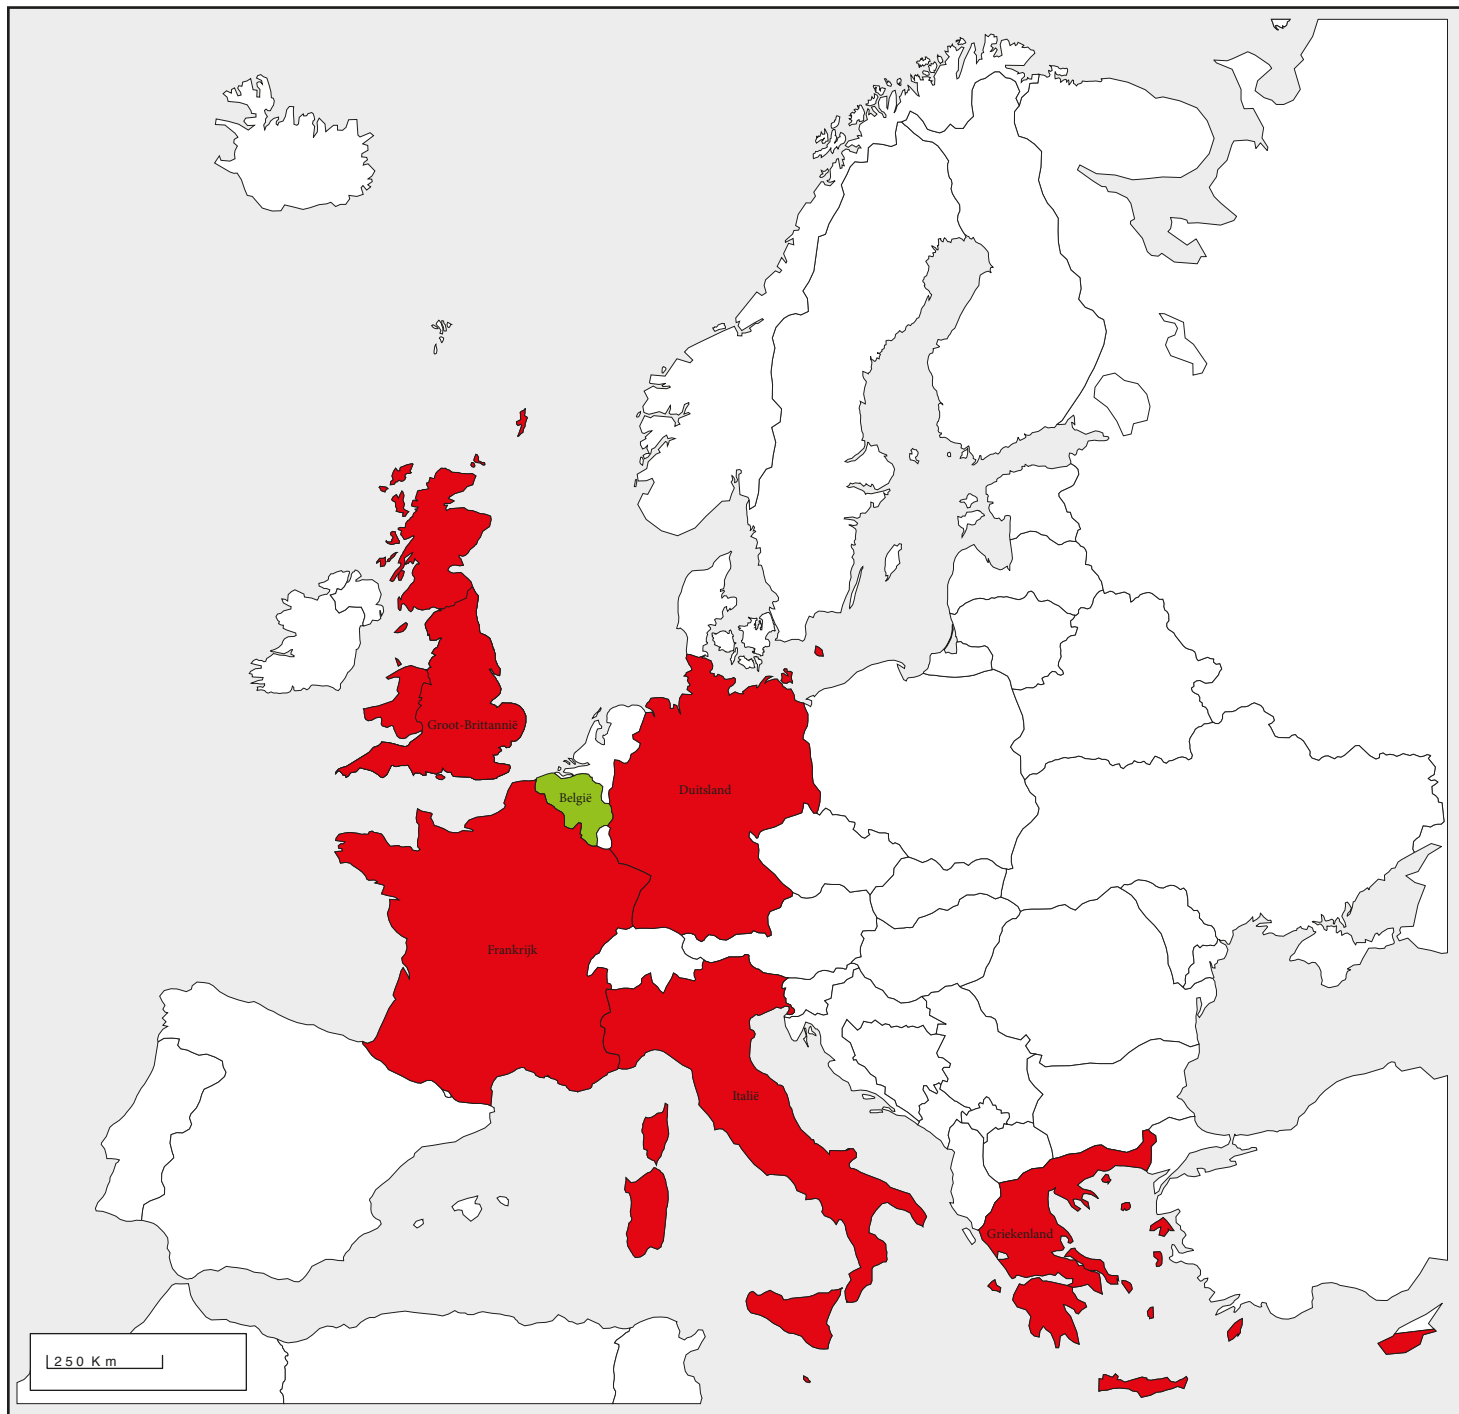 Groot-Brittannië
Duitsland
België
Frankrijk
Italië
Griekenland
250 Km